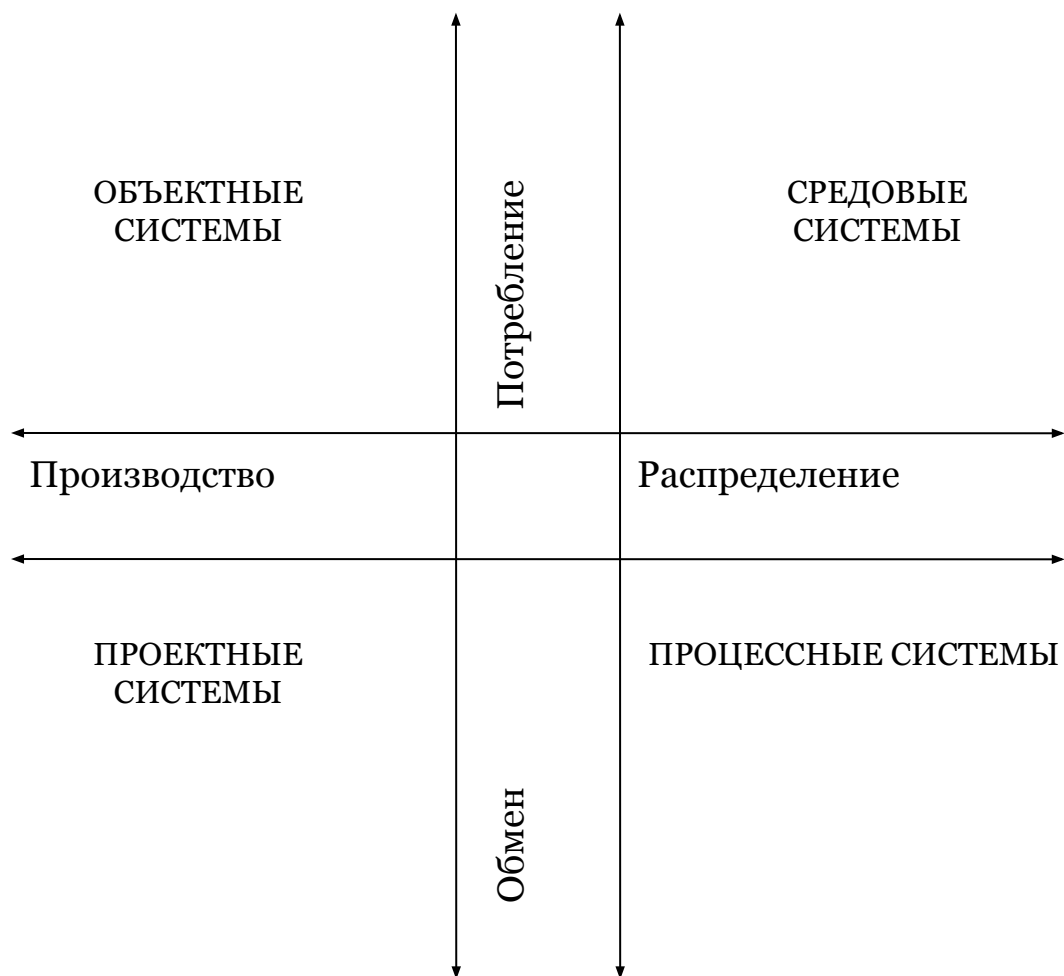 ОБЪЕКТНЫЕ
СИСТЕМЫ
Потребление
СРЕДОВЫЕ
СИСТЕМЫ
Производство
Распределение
ПРОЕКТНЫЕ
СИСТЕМЫ
ПРОЦЕССНЫЕ СИСТЕМЫ
Обмен